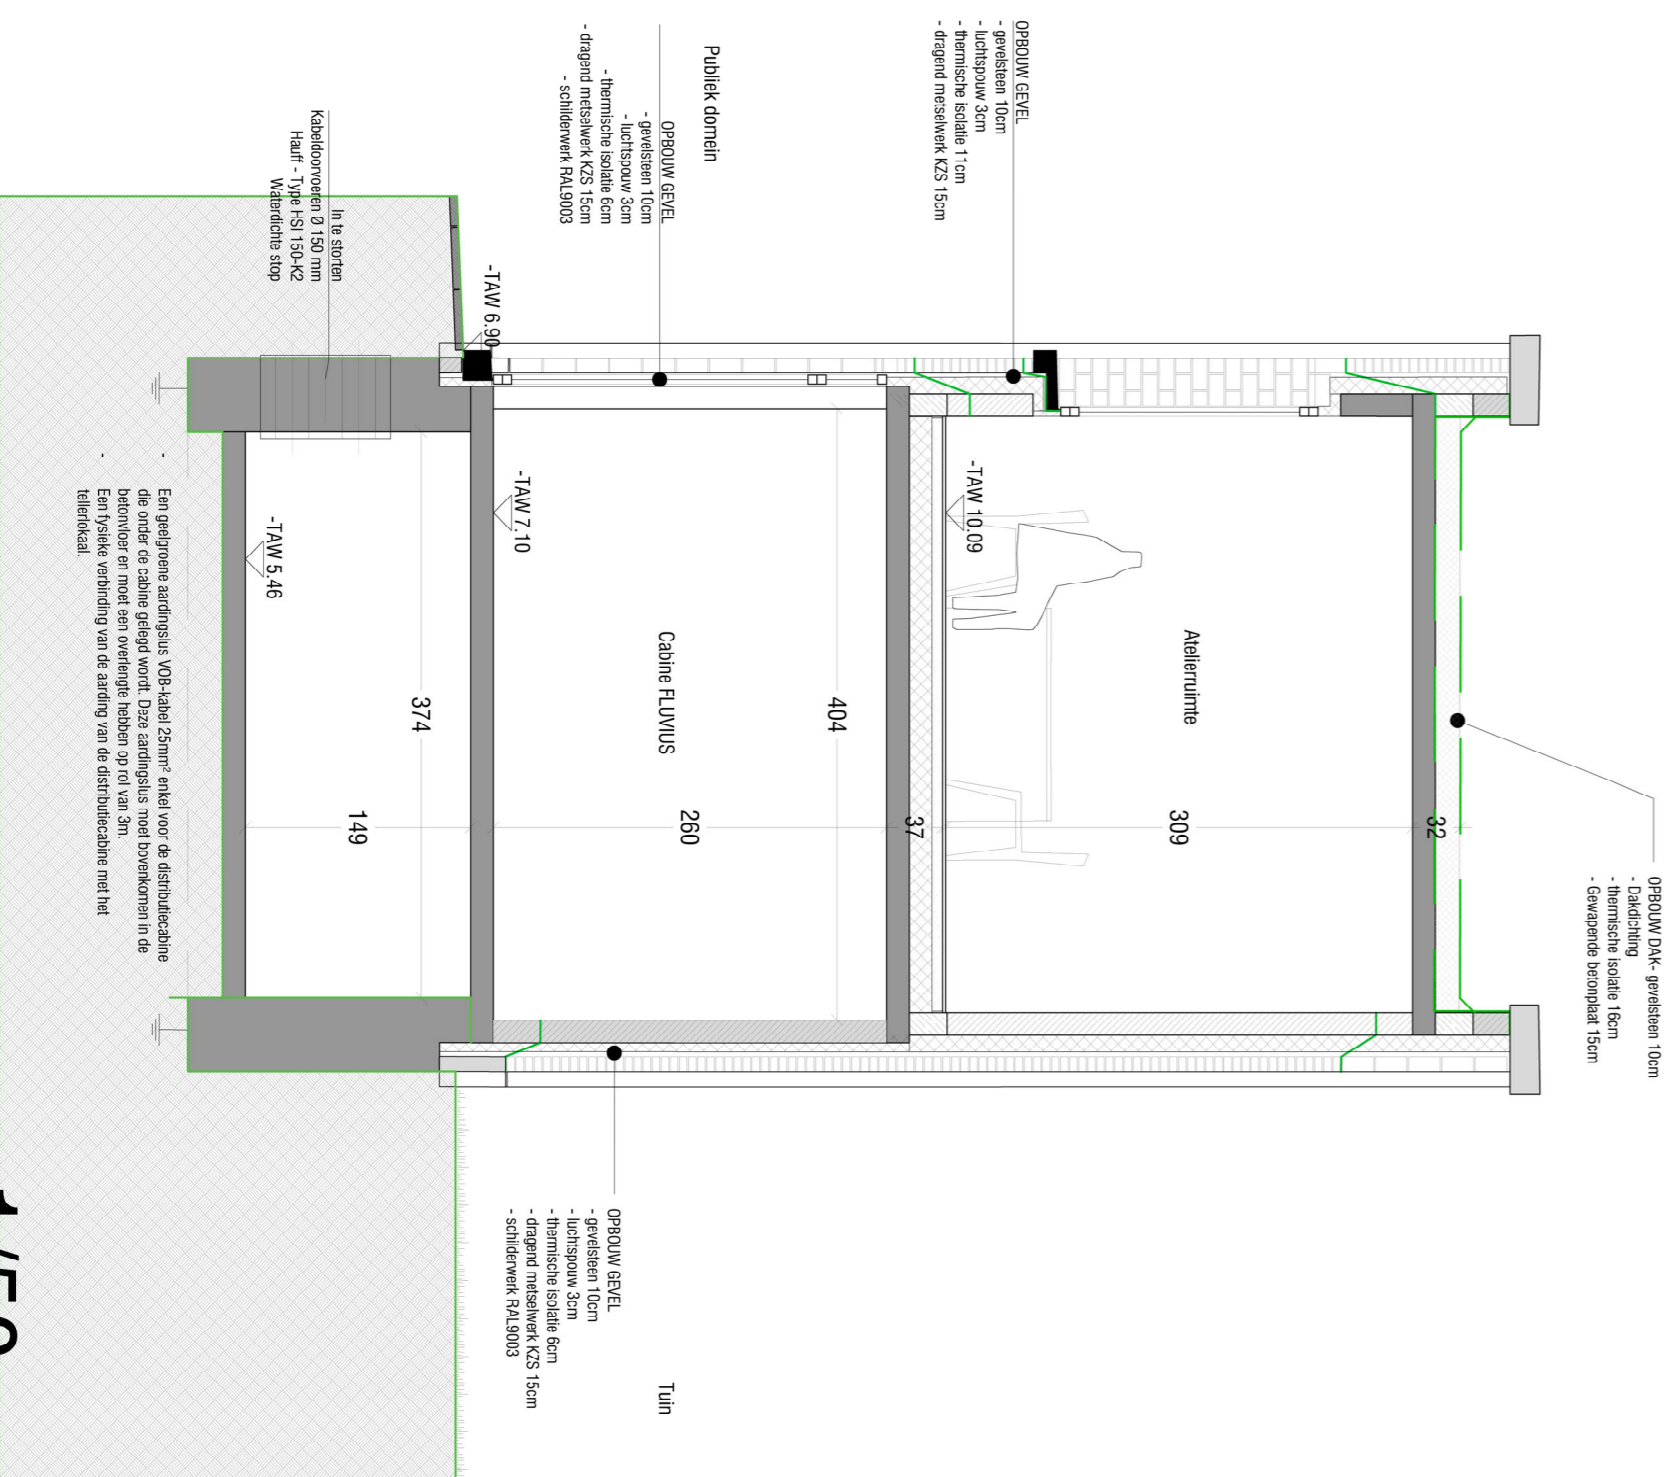 OPBOUW DAK- gevelsteen 10cm
- Dakdichting
- thermische isolatie 16cm
- Gewapende betonplaat 15cm
OPBOUW GEVEL
- gevelsteen 10cm
- luchtspouw 3cm
- thermische isolatie 11cm
- dragend metselwerk KZS 15cm
32
Atelierruimte
309
-TAW 10.09
37
Publiek domein
OPBOUW GEVEL
- gevelsteen 10cm
- luchtspouw 3cm
- thermische isolatie 6cm
- dragend metselwerk KZS 15cm
- schilderwerk RAL9003
404
Cabine FLUVIUS
260
Tuin
OPBOUW GEVEL
- gevelsteen 10cm
- luchtspouw 3cm
- thermische isolatie 6cm
- dragend metselwerk KZS 15cm
- schilderwerk RAL9003
-TAW 6.90
-TAW 7.10
374
149
-TAW 5.46
In te storten
Kabeldoorvoeren Ø 150 mm
Hauff - Type HSI 150-K2
Waterdichte stop
- Een geelgroene aardingslus VOB-kabel 25mm² enkel voor de distributiecabine
die onder de cabine gelegd wordt. Deze aardingslus moet bovenkomen in de
betonvloer en moet een overlengte hebben op rol van 3m.
- Een fysieke verbinding van de aarding van de distributiecabine met het
tellerlokaal.